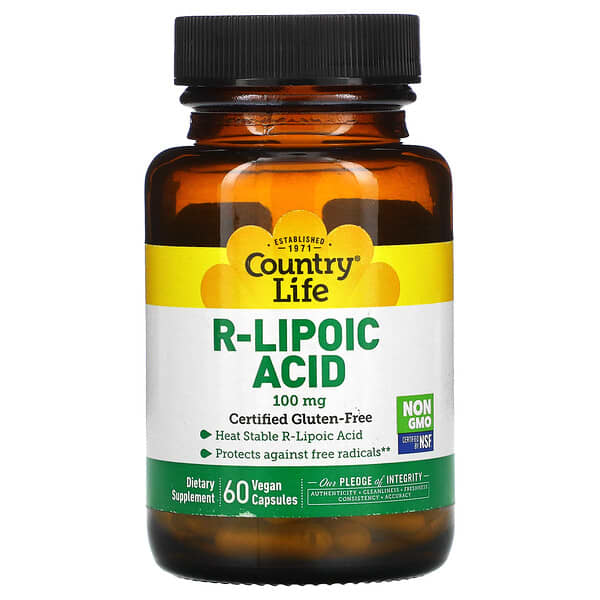 ESTABLISHED
1971
Country®
Life
R-LIPOIC
ACID
100 mg
Certified Gluten-Free
Heat Stable R-Lipoic Acid
Protects against free radicals**
NON
GMO
CERTIFIED
BY NSF
Dietary
Supplement
60 Vegan
Capsules
Our PLEDGE of INTEGRITY
AUTHENTICITY • CLEANLINESS • FRESHNESS
CONSISTENCY • ACCURACY